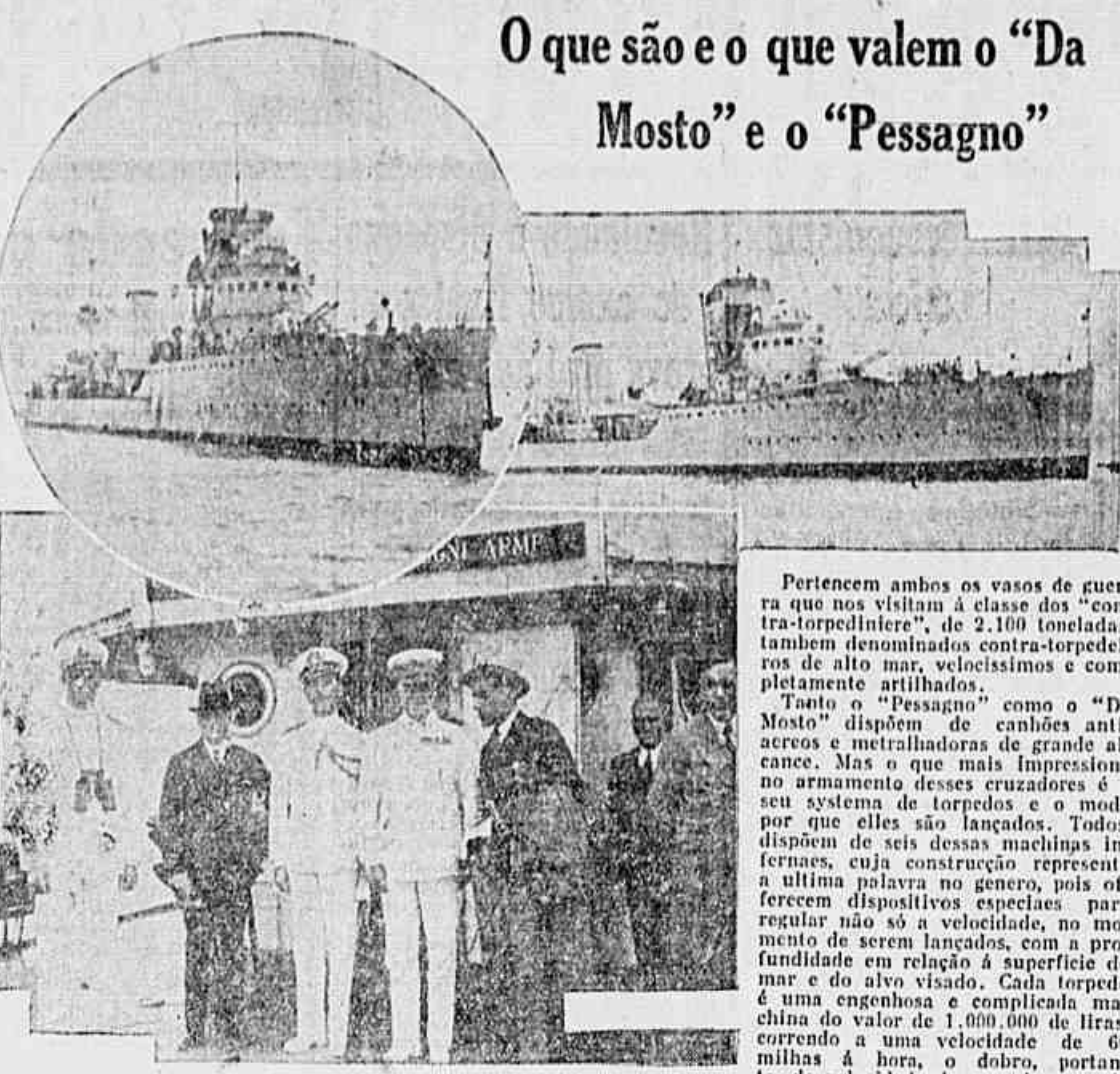 O que são e o que valem o “Da
Mosto” e o “Pessagno”
Pertencem ambos os vasos de guer
ra que nos visitam á classe dos “con
tra-torpediniere”, de 2.100 tonelada
tambem denominados contra-torpede
ros de alto mar, velocissimos e com
pletamente artilhados.
Tanto o “Pessagno” como o “D
Mosto” dispõem de canhões anti
aereos e metralhadoras de grande al
cance. Mas o que mais impression
no armamento desses cruzadores é
seu systema de torpedos e o mod
por que elles são lançados. Todo
dispõem de seis dessas machinas in
fernaes, cuja construcção represent
a ultima palavra no genero, pois of
ferecem dispositivos especiaes par
regular não só a velocidade, no mo
mento de serem lançados, com a pro
fundidade em relação á superficie d
mar e do alvo visado. Cada torped
é uma engenhosa e complicada ma
china do valor de 1.000.000 de liras
correndo a uma velocidade de 6
milhas á hora, o dobro, portan